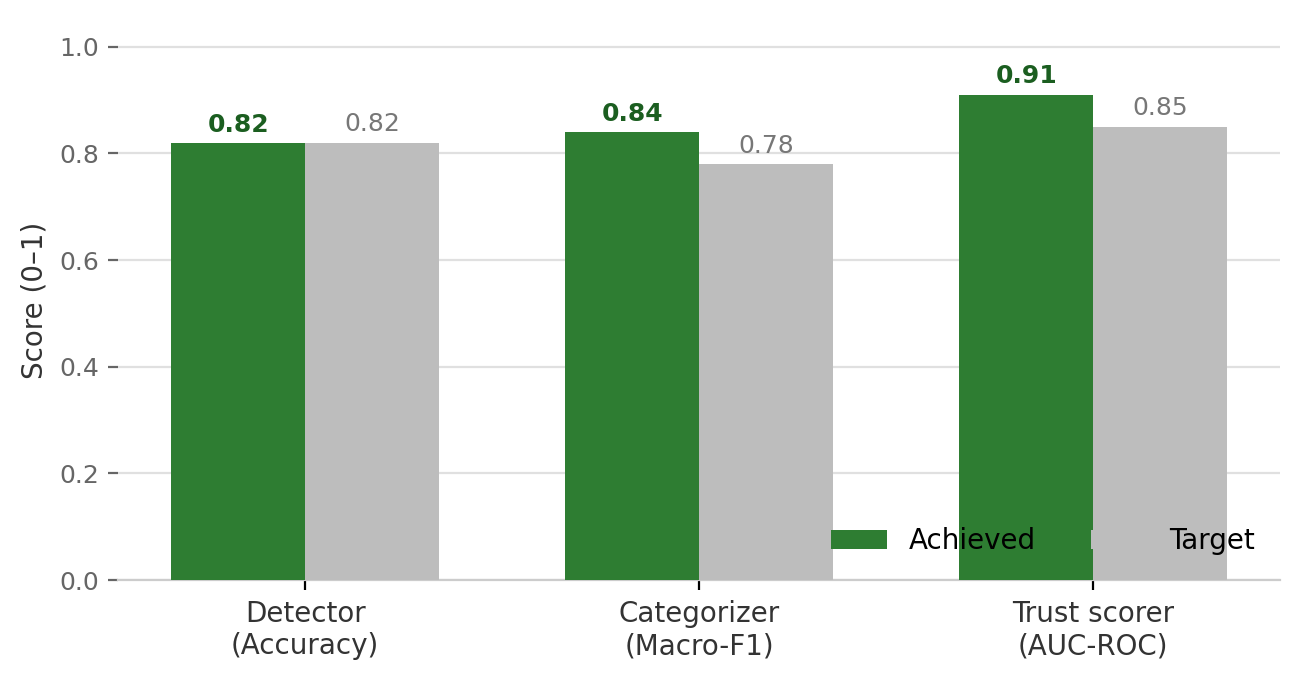 1.0
0.8
0.6
0.4
0.2
0.0
Score (0–1)
0.82
0.82
0.84
0.78
0.91
0.85
Achieved
Target
Detector
(Accuracy)
Categorizer
(Macro-F1)
Trust scorer
(AUC-ROC)